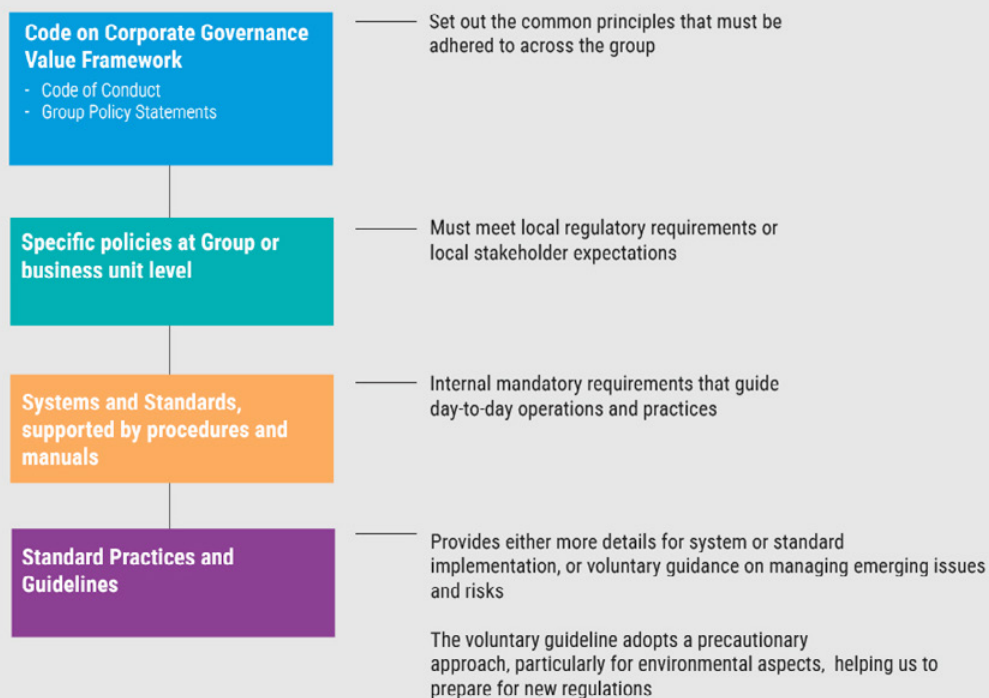 Code on Corporate Governance
Value Framework
- Code of Conduct
- Group Policy Statements
Set out the common principles that must be
adhered to across the group
Specific policies at Group or
business unit level
Must meet local regulatory requirements or
local stakeholder expectations
Systems and Standards,
supported by procedures and
manuals
Internal mandatory requirements that guide
day-to-day operations and practices
Standard Practices and
Guidelines
Provides either more details for system or standard
implementation, or voluntary guidance on managing emerging issues
and risks
The voluntary guideline adopts a precautionary
approach, particularly for environmental aspects, helping us to
prepare for new regulations